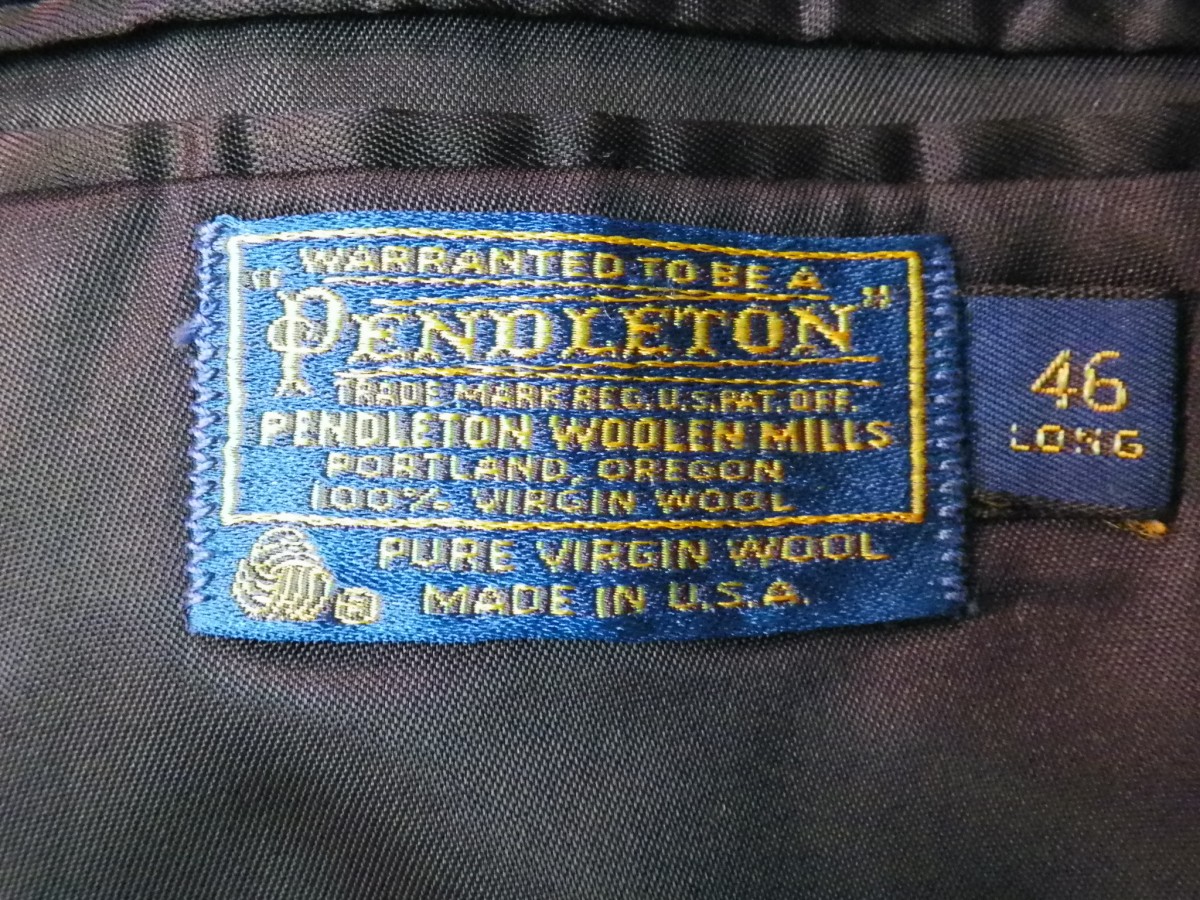 WARRANTED TO BE A
"PENDLETON"
TRADE MARK REG. U.S. PAT. OFF.
PENDLETON WOOLEN MILLS
PORTLAND, OREGON
100% VIRGIN WOOL
PURE VIRGIN WOOL
MADE IN U.S.A.
46
LONG